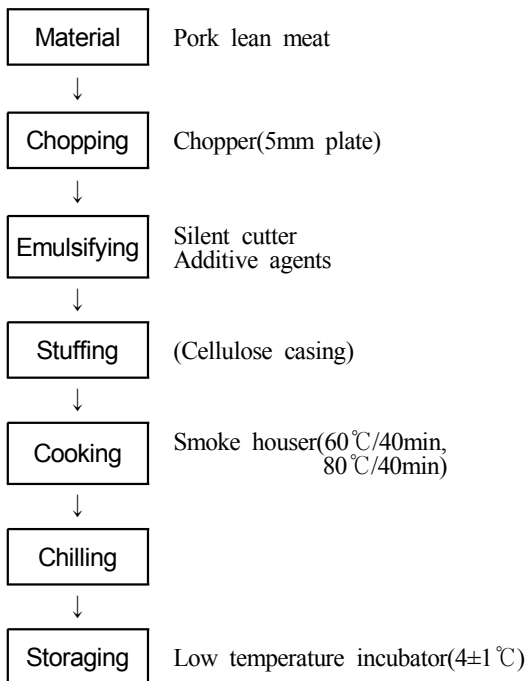 Material Pork lean meat
↓
Chopping Chopper(5mm plate)
↓
Emulsifying Silent cutter
Additive agents
↓
Stuffing (Cellulose casing)
↓
Cooking Smoke houser(60℃/40min,
80℃/40min)
↓
Chilling
↓
Storaging Low temperature incubator(4±1℃)